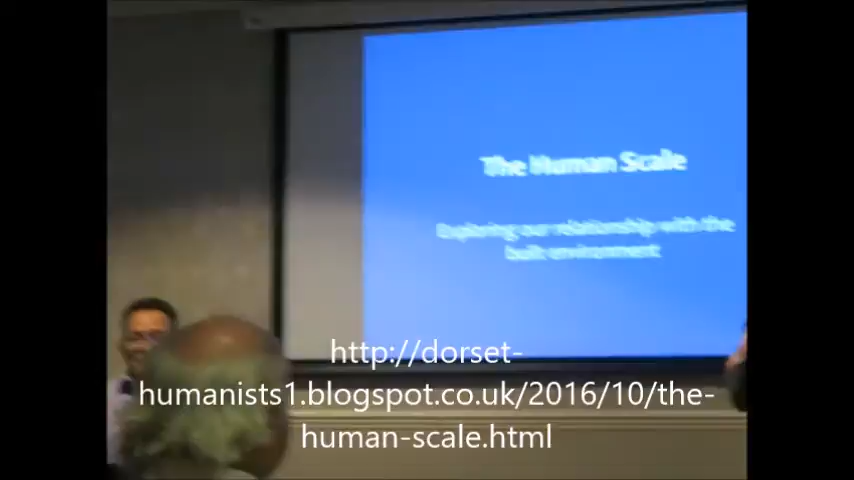 The Human Scale
Exploring our relationship with the
built environment
http://dorset-
humanists1.blogspot.co.uk/2016/10/the-
human-scale.html